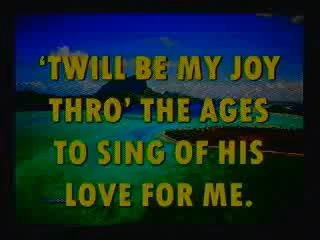 ‘TWILL BE MY JOY
THRO’ THE AGES
TO SING OF HIS
LOVE FOR ME.